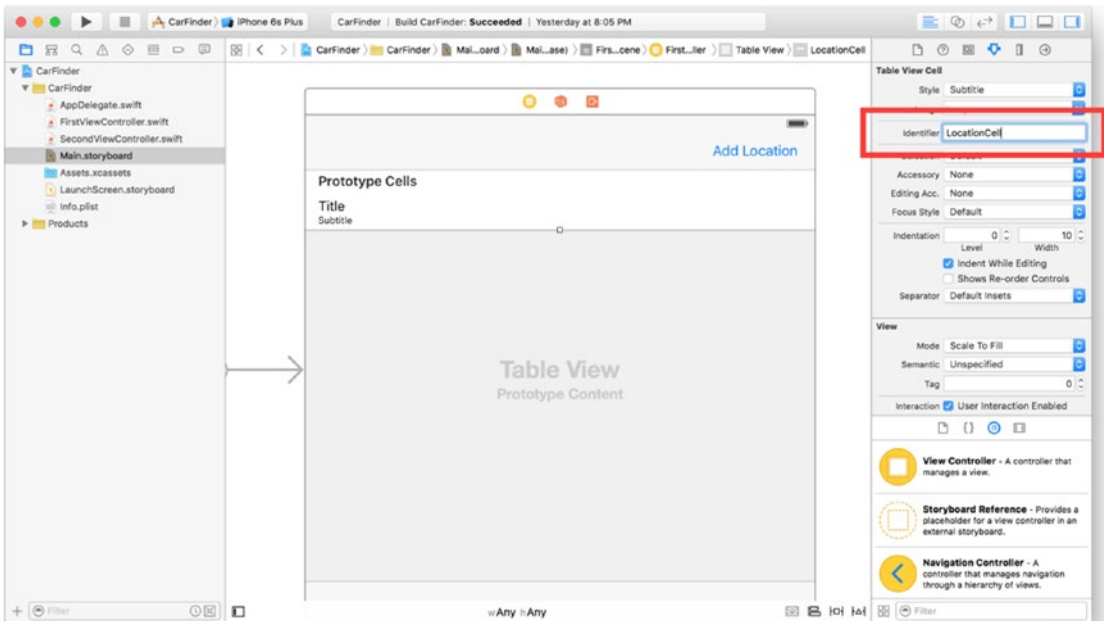 CarFinder
iPhone 6s Plus
CarFinder | Build CarFinder: Succeeded | Yesterday at 8:05 PM
CarFinder
CarFinder
Mai...oard
Mai...ase)
Firs...cene
First...ller
Table View
LocationCell
CarFinder
CarFinder
AppDelegate.swift
FirstViewController.swift
SecondViewController.swift
Main.storyboard
Assets.xcassets
LaunchScreen.storyboard
Info.plist
Products
Filter
Add Location
Prototype Cells
Title
Subtitle
Table View
Prototype Content
wAny hAny
Table View Cell
Style Subtitle
Identifier LocationCell
Accessory None
Editing Acc. None
Focus Style Default
Indentation 0 10
Level Width
Indent While Editing
Shows Re-order Controls
Separator Default Insets
View
Mode Scale To Fill
Semantic Unspecified
Tag 0
Interaction User Interaction Enabled
View Controller - A controller that
manages a view.
Storyboard Reference - Provides a
placeholder for a view controller in an
external storyboard.
Navigation Controller - A
controller that manages navigation
through a hierarchy of views.
Filter